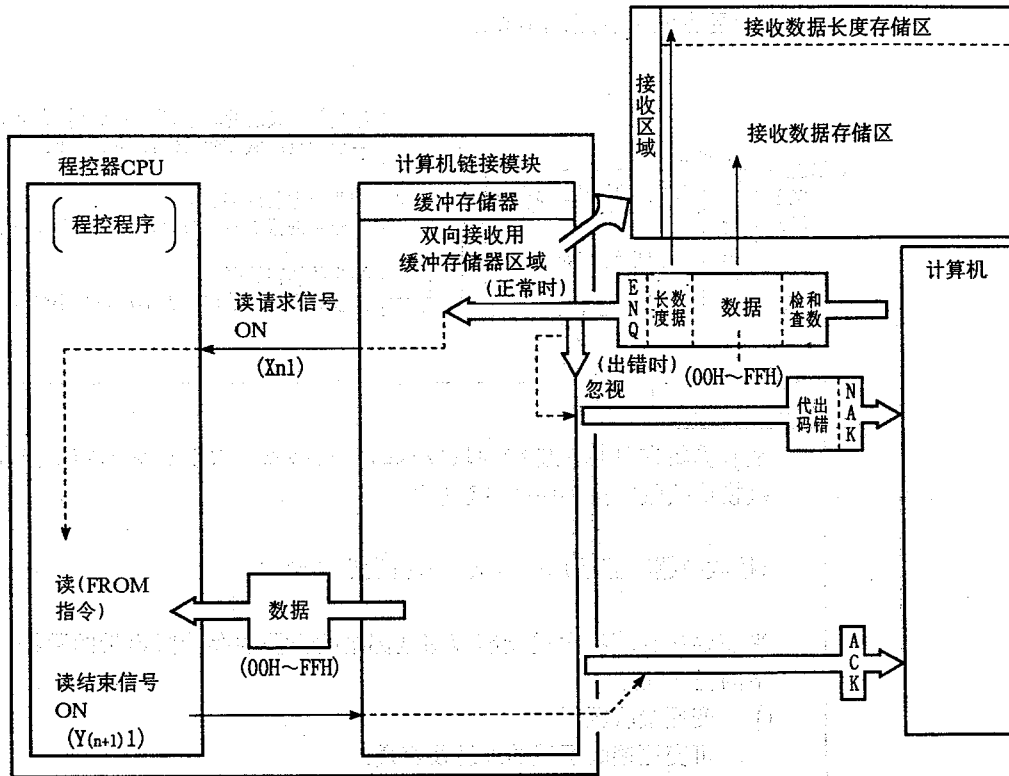 接收数据长度存储区
接收区域
接收数据存储区
程控器CPU
程控程序
计算机链接模块
缓冲存储器
双向接收用
缓冲存储器区域
(正常时)
ENQ
数据
长度
数据
和数
检查
计算机
读请求信号
ON
(Xn1)
(出错时)
忽视
(00H～FFH)
出错
代码
NAK
读(FROM
指令)
数据
(00H～FFH)
ACK
读结束信号
ON
(Y(n+1)1)